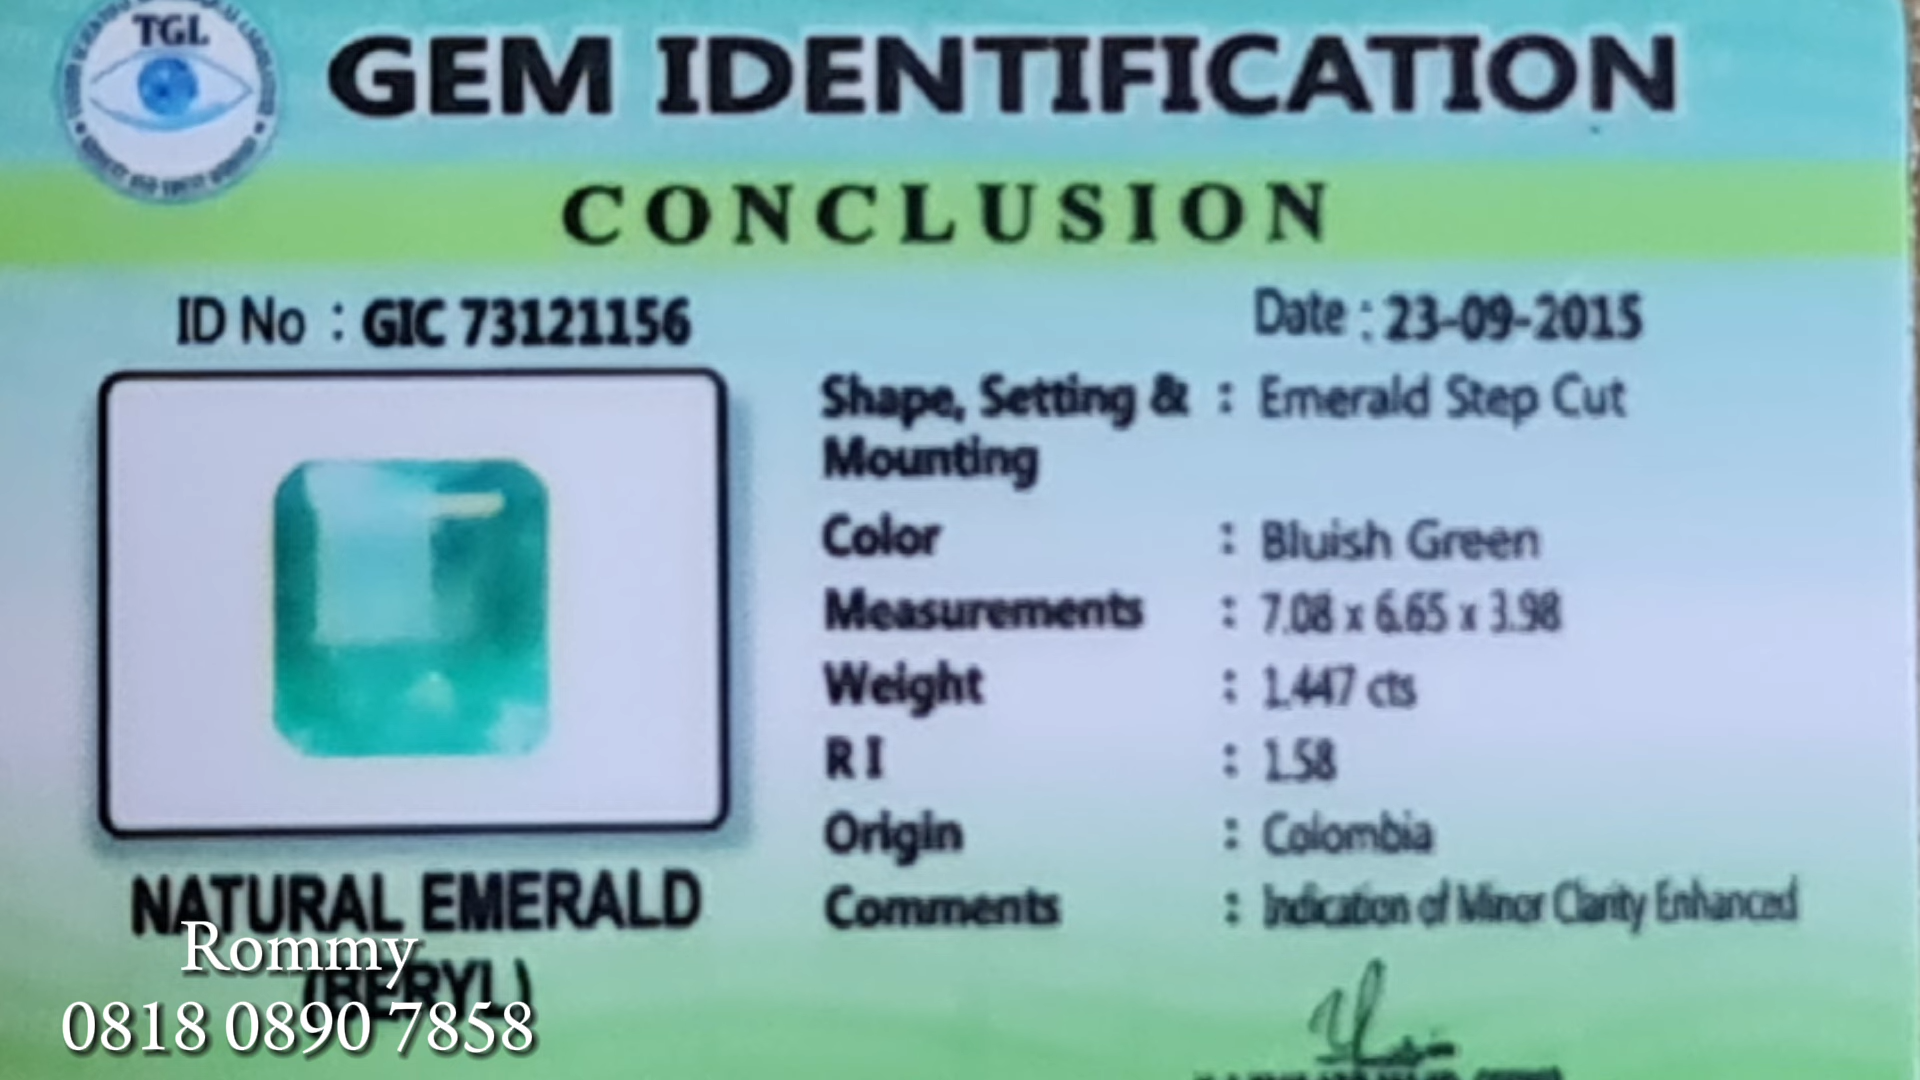 TGL
GEM IDENTIFICATION
CONCLUSION
ID No : GIC 73121156
Date : 23-09-2015
Shape, Setting & Mounting : Emerald Step Cut
Color : Bluish Green
Measurements : 7.08 x 6.65 x 3.98
Weight : 1.447 cts
R I : 1.58
Origin : Colombia
Comments : Indication of Minor Clarity Enhanced
NATURAL EMERALD
(BERYL)
Rommy
0818 0890 7858